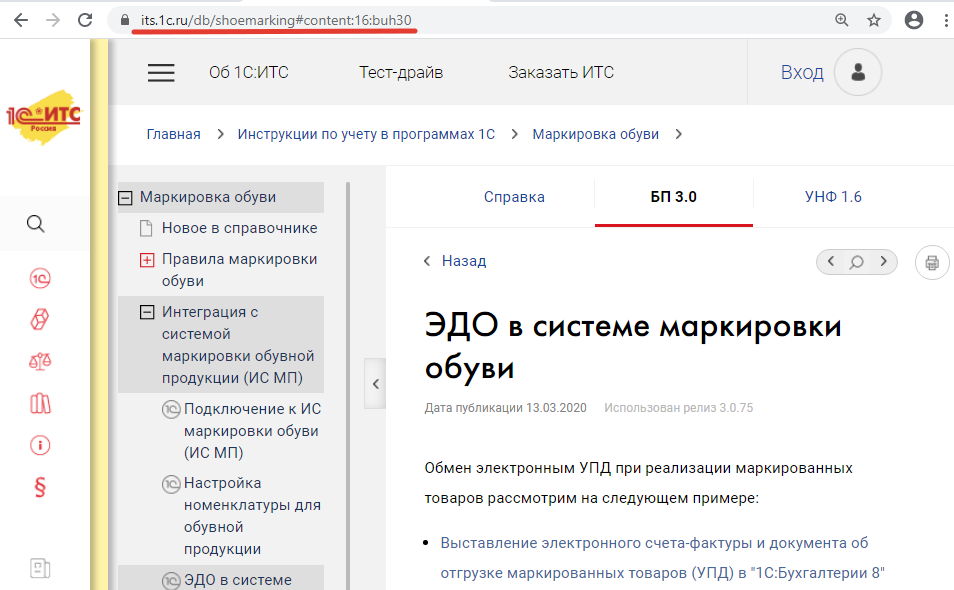 its.1c.ru/db/shoemarking#content:16:buh30
1С ИТС
Россия
Об 1С:ИТС
Тест-драйв
Заказать ИТС
Вход
Главная > Инструкции по учету в программах 1С > Маркировка обуви >
Маркировка обуви
Новое в справочнике
Правила маркировки
обуви
Интеграция с
системой
маркировки обувной
продукции (ИС МП)
1С Подключение к ИС
маркировки обуви
(ИС МП)
1С Настройка
номенклатуры для
обувной
продукции
1С ЭДО в системе
1С
§
Справка
БП 3.0
УНФ 1.6
Назад
ЭДО в системе маркировки
обуви
Дата публикации 13.03.2020 Использован релиз 3.0.75
Обмен электронным УПД при реализации маркированных
товаров рассмотрим на следующем примере:
• Выставление электронного счета-фактуры и документа об
отгрузке маркированных товаров (УПД) в "1С:Бухгалтерии 8"